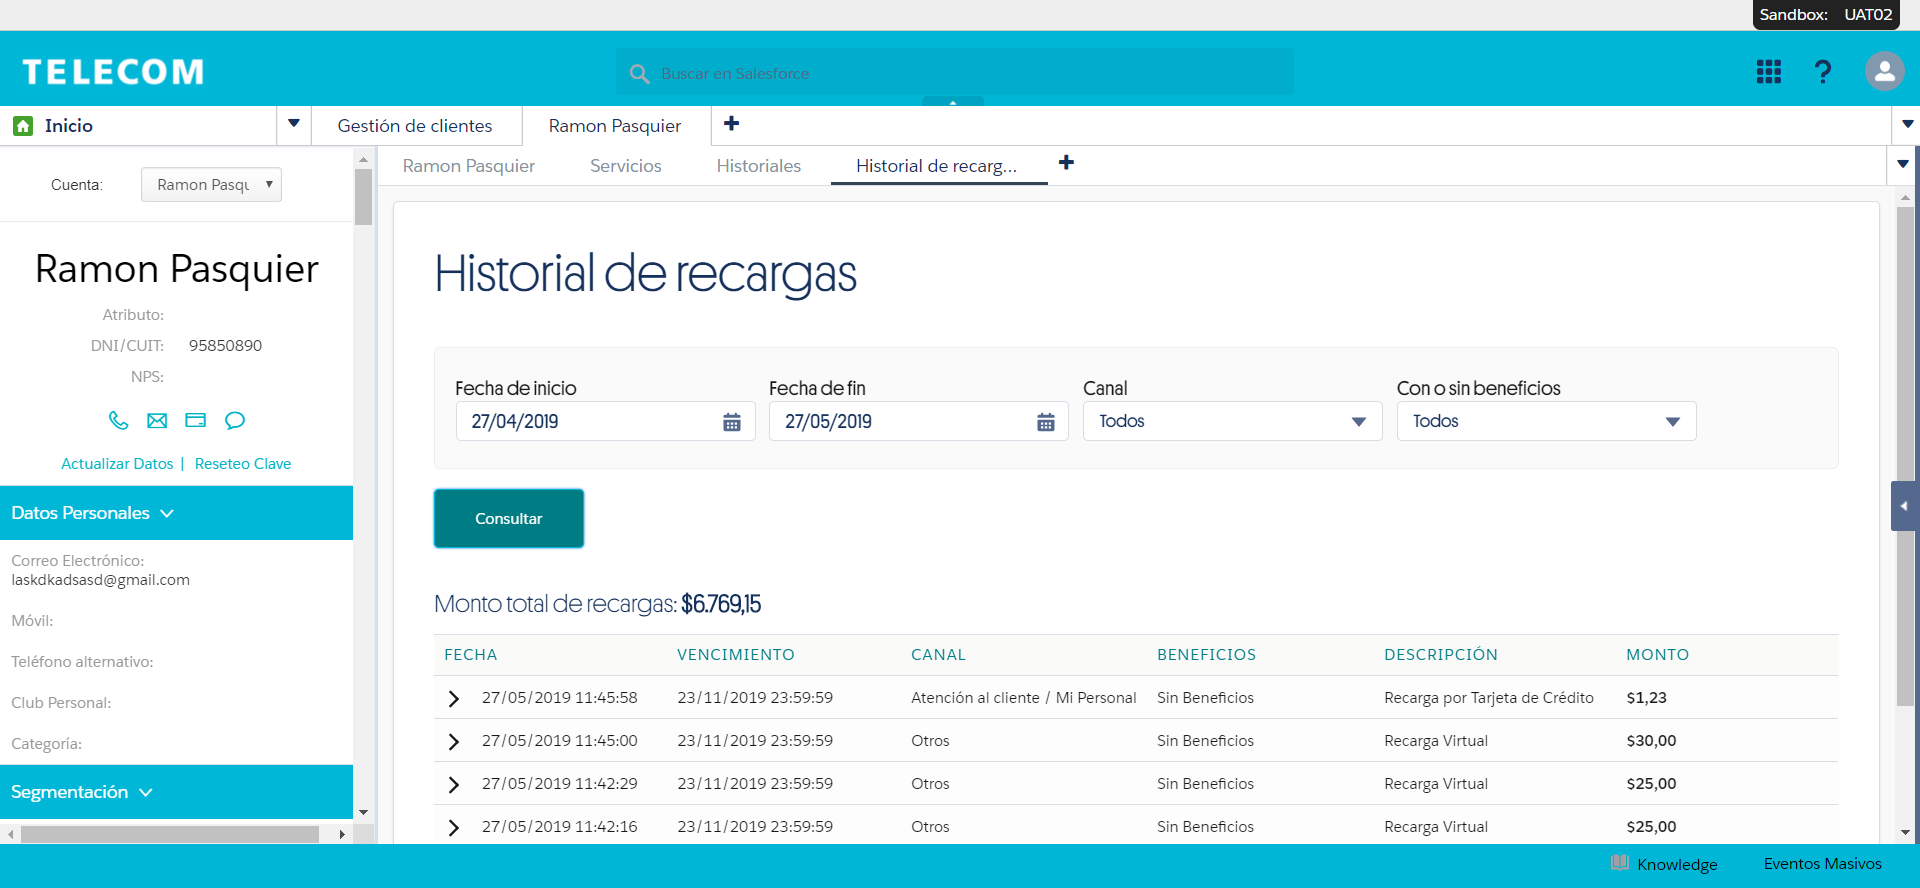 Sandbox: UAT02
TELECOM
Buscar en Salesforce
Inicio
Gestión de clientes
Ramon Pasquier
Ramon Pasquier
Servicios
Historiales
Historial de recarg...
Cuenta:
Ramon Pasqu
Ramon Pasquier
Atributo:
DNI/CUIT: 95850890
NPS:
Actualizar Datos | Reseteo Clave
Datos Personales
Correo Electrónico:
laskdkadsasd@gmail.com
Móvil:
Teléfono alternativo:
Club Personal:
Categoría:
Segmentación
Historial de recargas
Fecha de inicio Fecha de fin Canal Con o sin beneficios
27/04/2019 27/05/2019 Todos Todos
Consultar
Monto total de recargas: $6.769,15
FECHA VENCIMIENTO CANAL BENEFICIOS DESCRIPCIÓN MONTO
27/05/2019 11:45:58 23/11/2019 23:59:59 Atención al cliente / Mi Personal Sin Beneficios Recarga por Tarjeta de Crédito $1,23
27/05/2019 11:45:00 23/11/2019 23:59:59 Otros Sin Beneficios Recarga Virtual $30,00
27/05/2019 11:42:29 23/11/2019 23:59:59 Otros Sin Beneficios Recarga Virtual $25,00
27/05/2019 11:42:16 23/11/2019 23:59:59 Otros Sin Beneficios Recarga Virtual $25,00
Knowledge Eventos Masivos